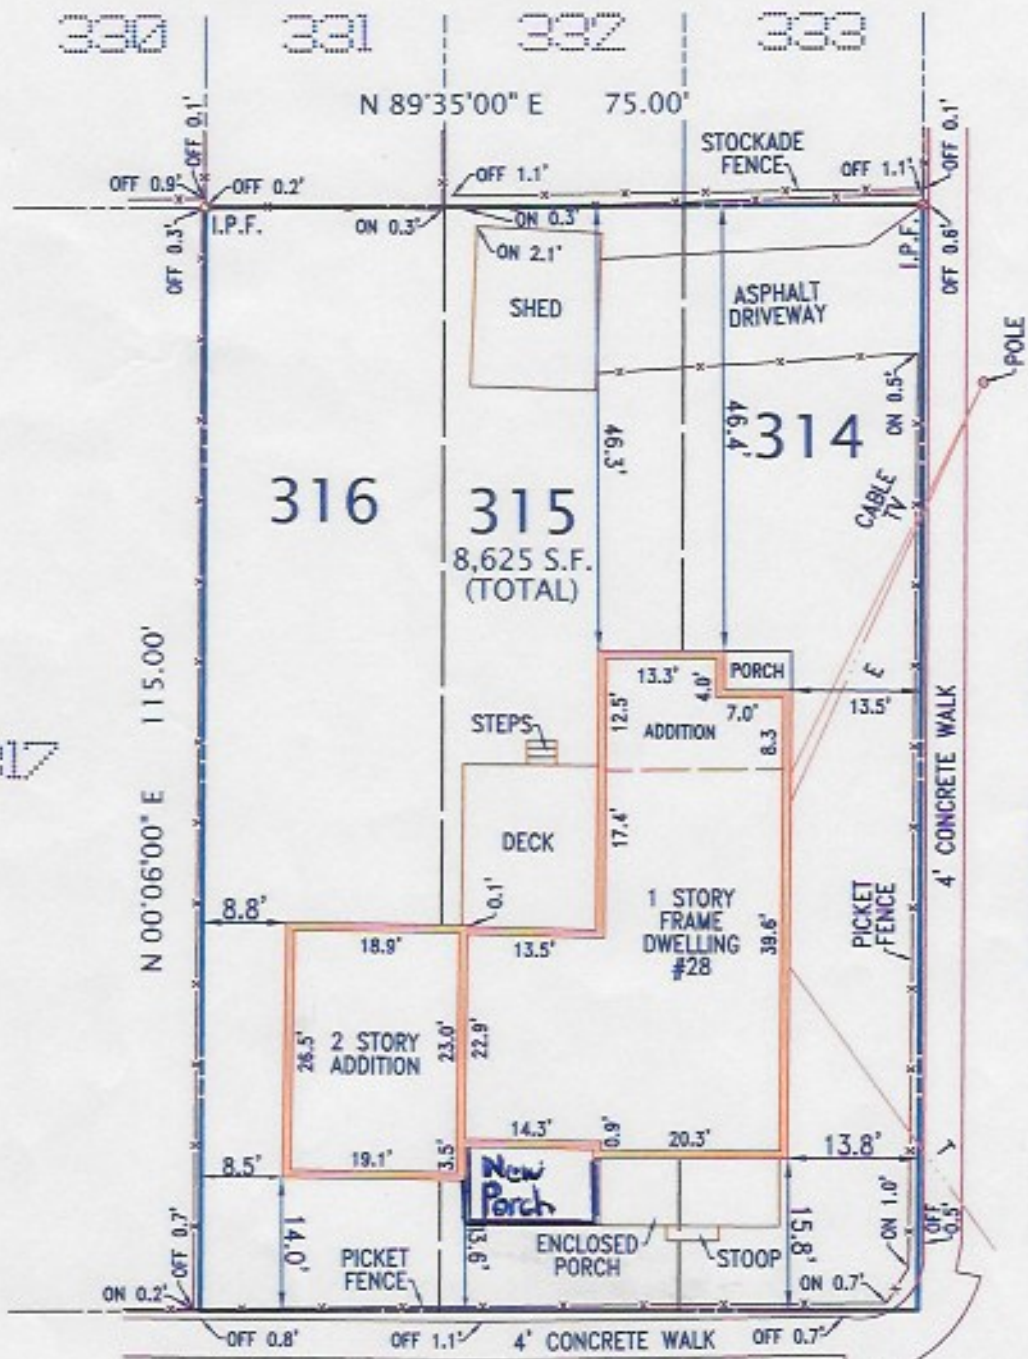 330 331 332 333
N 89°35'00" E 75.00'
OFF 0.1'
OFF 0.9'
OFF 0.2'
OFF 0.3'
I.P.F.
ON 0.3'
OFF 1.1'
ON 0.3'
ON 2.1'
STOCKADE
FENCE
OFF 1.1'
OFF 0.1'
I.P.F.
OFF 0.6'
SHED
ASPHALT
DRIVEWAY
POLE
ON 0.5'
46.3'
46.4'
314
316
315
8,625 S.F.
(TOTAL)
CABLE
TV
N 00°06'00" E 115.00'
13.3'
4.0'
PORCH
7.0'
E
13.5'
12.5'
ADDITION
8.3
STEPS
DECK
17.4'
0.1'
1 STORY
FRAME
DWELLING
#28
39.6'
PICKET
FENCE
4' CONCRETE WALK
8.8'
18.9'
13.5'
26.5'
2 STORY
ADDITION
23.0'
22.9'
14.3'
0.9'
20.3'
13.8'
T
8.5'
19.1'
3.5'
New
Porch
14.0'
13.6'
15.8'
ON 1.0'
OFF
0.5'
OFF 0.7'
PICKET
FENCE
ENCLOSED
PORCH
STOOP
ON 0.7'
ON 0.2'
OFF 0.8'
OFF 1.1'
4' CONCRETE WALK
OFF 0.7'